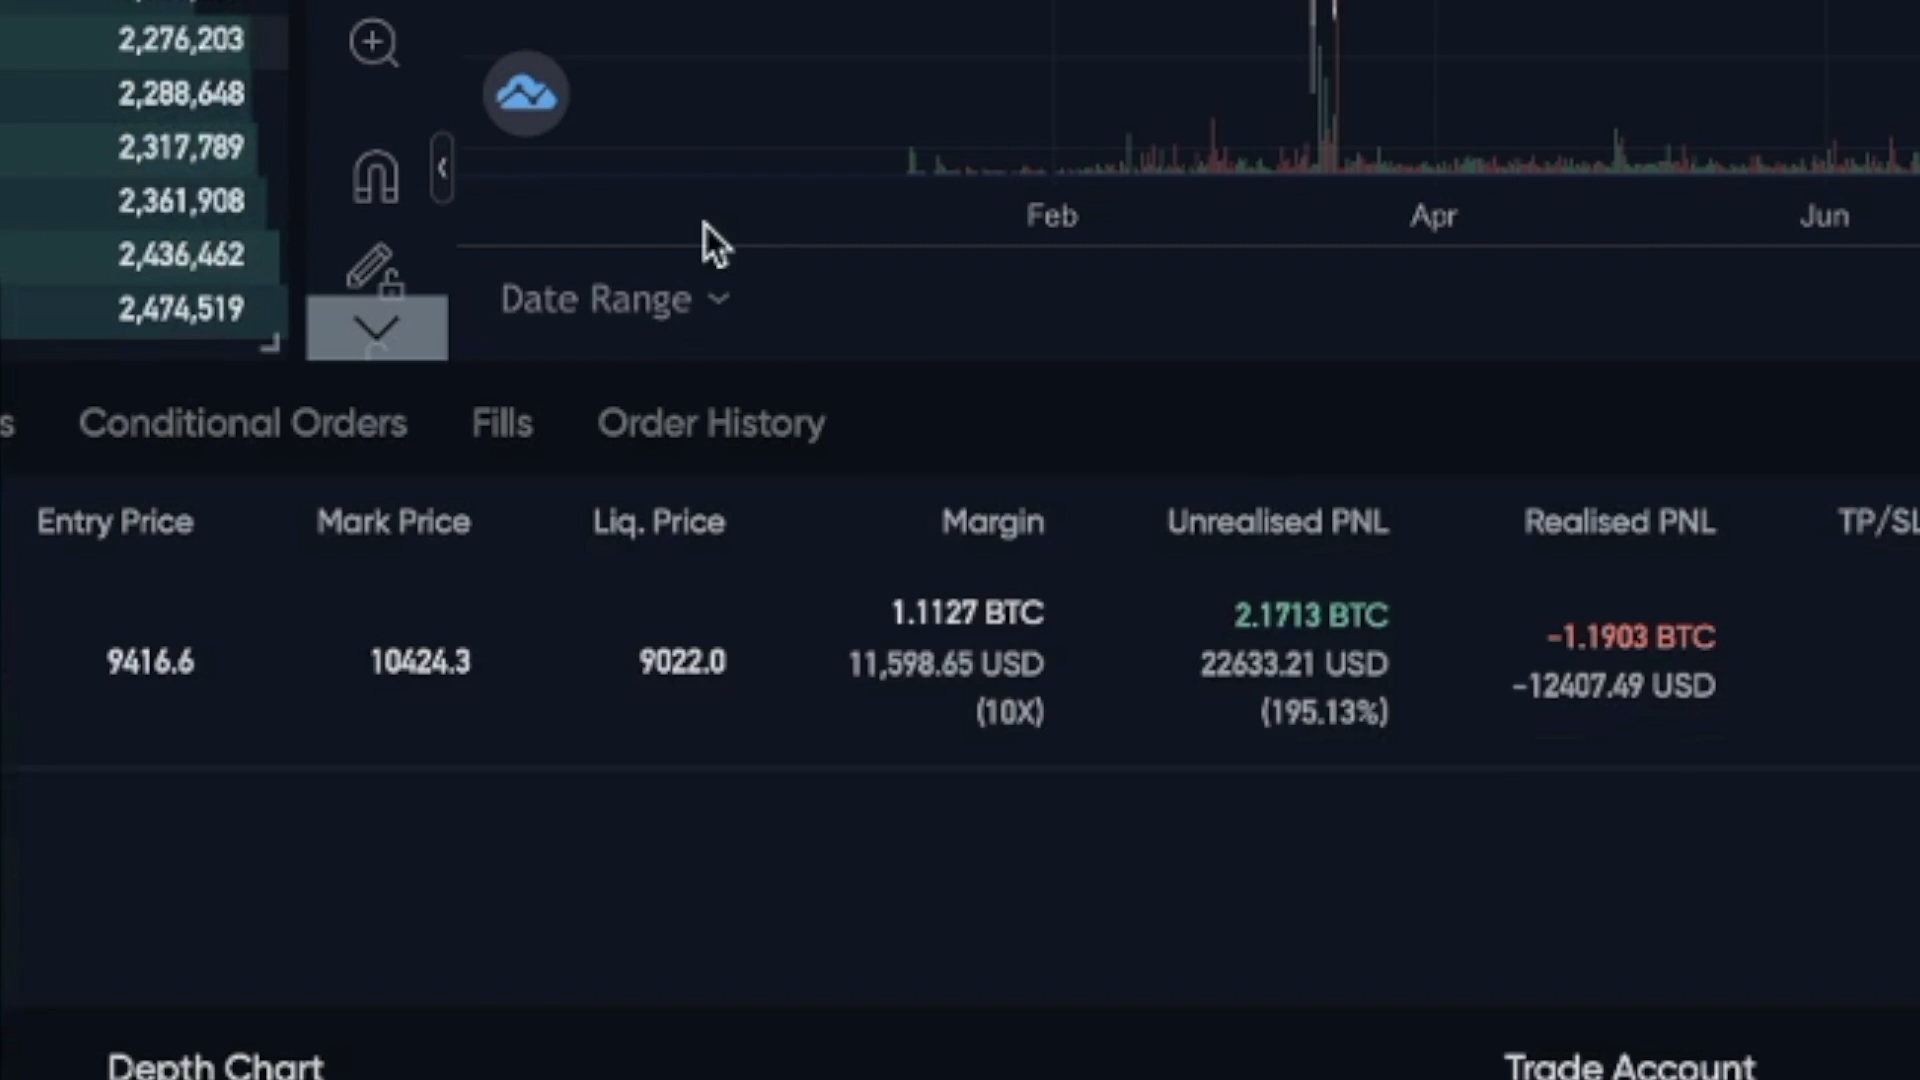 2,276,203
2,288,648
2,317,789
2,361,908
2,436,462
2,474,519
Feb Apr Jun
Date Range
s Conditional Orders Fills Order History
Entry Price Mark Price Liq. Price Margin Unrealised PNL Realised PNL TP/SL
9416.6 10424.3 9022.0 1.1127 BTC 2.1713 BTC -1.1903 BTC
11,598.65 USD 22633.21 USD -12407.49 USD
(10X) (195.13%)
Depth Chart Trade Account